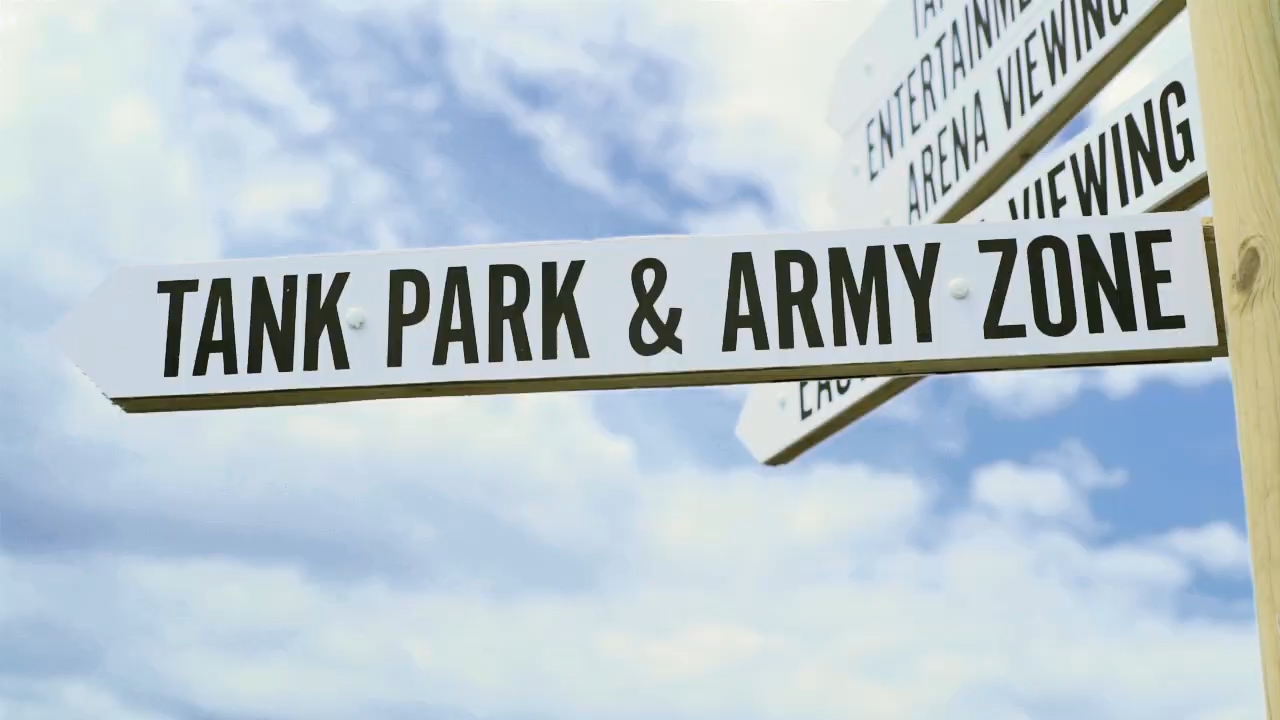 ENTERTAINME
ARENA VIEWING
VIEWING
TANK PARK & ARMY ZONE